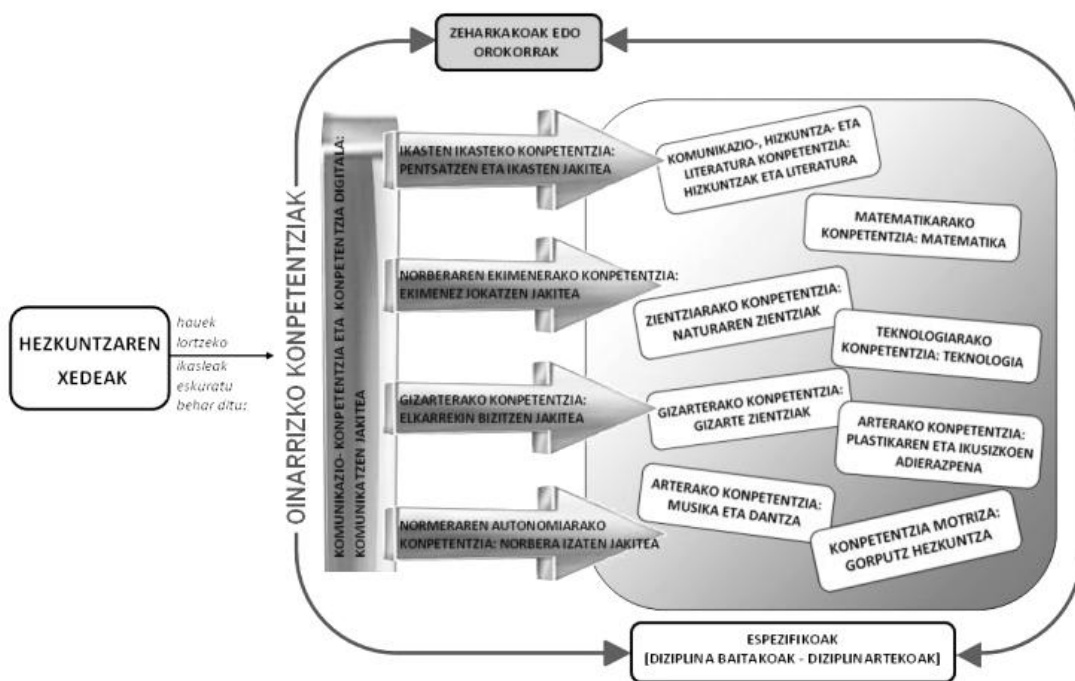 ZEHARKAKOAK EDO
OROKORRAK
HEZKUNTZAREN
XEDEAK
hauek
lortzeko
ikasleak
eskuratu
behar ditu:
OINARRIZKO KONPETENTZIAK
KOMUNIKAZIO- KONPETENTZIA ETA KONPETENTZIA DIGITALA:
KOMUNIKATZEN JAKITEA
IKASTEN IKASTEKO KONPETENTZIA:
PENTSATZEN ETA IKASTEN JAKITEA
NORBERAREN EKIMENERAKO KONPETENTZIA:
EKIMENEZ JOKATZEN JAKITEA
GIZARTERAKO KONPETENTZIA:
ELKARREKIN BIZITZEN JAKITEA
NORMERAREN AUTONOMIARAKO
KONPETENTZIA: NORBERA IZATEN JAKITEA
KOMUNIKAZIO-, HIZKUNTZA- ETA
LITERATURA KONPETENTZIA:
HIZKUNTZAK ETA LITERATURA
MATEMATIKARAKO
KONPETENTZIA: MATEMATIKA
ZIENTZIARAKO KONPETENTZIA:
NATURAREN ZIENTZIAK
TEKNOLOGIARAKO
KONPETENTZIA: TEKNOLOGIA
GIZARTERAKO KONPETENTZIA:
GIZARTE ZIENTZIAK
ARTERAKO KONPETENTZIA:
PLASTIKAREN ETA IKUSIZKOEN
ADIERAZPENA
ARTERAKO KONPETENTZIA:
MUSIKA ETA DANTZA
KONPETENTZIA MOTRIZA:
GORPUTZ HEZKUNTZA
ESPEZIFIKOAK
[DIZIPLINA BAITAKOAK - DIZIPLINARTEKOAK]